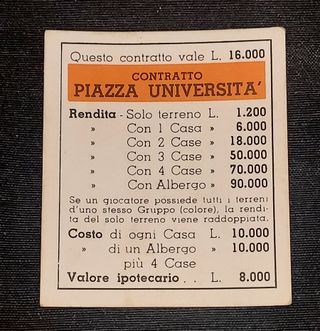 Questo contratto vale L. 16.000
CONTRATTO
PIAZZA UNIVERSITA'
Rendita - Solo terreno L. 1.200
» Con 1 Casa » 6.000
» Con 2 Case » 18.000
» Con 3 Case » 50.000
» Con 4 Case » 70.000
» Con Albergo » 90.000
Se un giocatore possiede tutti i terreni
d'uno stesso Gruppo (colore), la rendi-
ta del solo terreno viene raddoppiata.
Costo di ogni Casa L. 10.000
» di un Albergo » 10.000
più 4 Case
Valore ipotecario . . L. 8.000